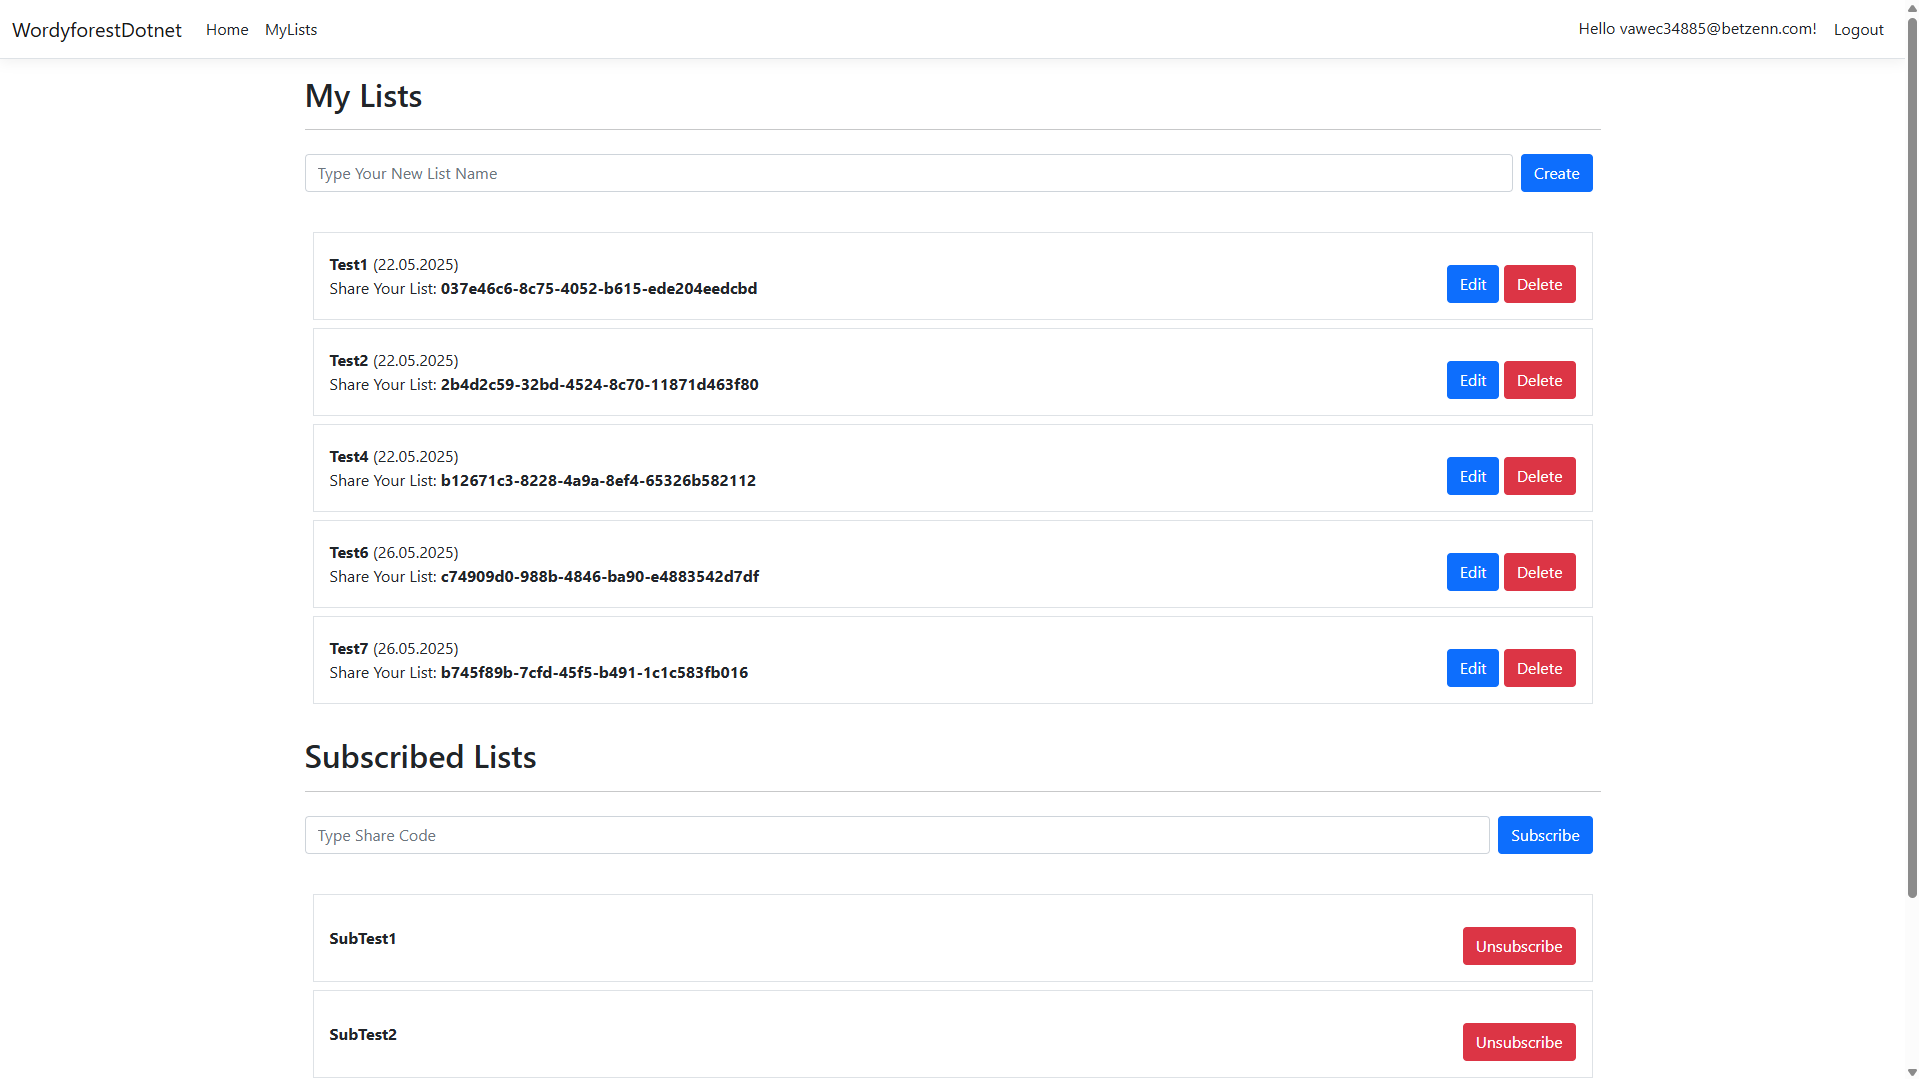 WordyforestDotnet Home MyLists Hello vawec34885@betzenn.com! Logout
My Lists
Type Your New List Name Create
Test1 (22.05.2025)
Share Your List: 037e46c6-8c75-4052-b615-ede204eedcbd
Edit Delete
Test2 (22.05.2025)
Share Your List: 2b4d2c59-32bd-4524-8c70-11871d463f80
Edit Delete
Test4 (22.05.2025)
Share Your List: b12671c3-8228-4a9a-8ef4-65326b582112
Edit Delete
Test6 (26.05.2025)
Share Your List: c74909d0-988b-4846-ba90-e4883542d7df
Edit Delete
Test7 (26.05.2025)
Share Your List: b745f89b-7cfd-45f5-b491-1c1c583fb016
Edit Delete
Subscribed Lists
Type Share Code Subscribe
SubTest1 Unsubscribe
SubTest2 Unsubscribe